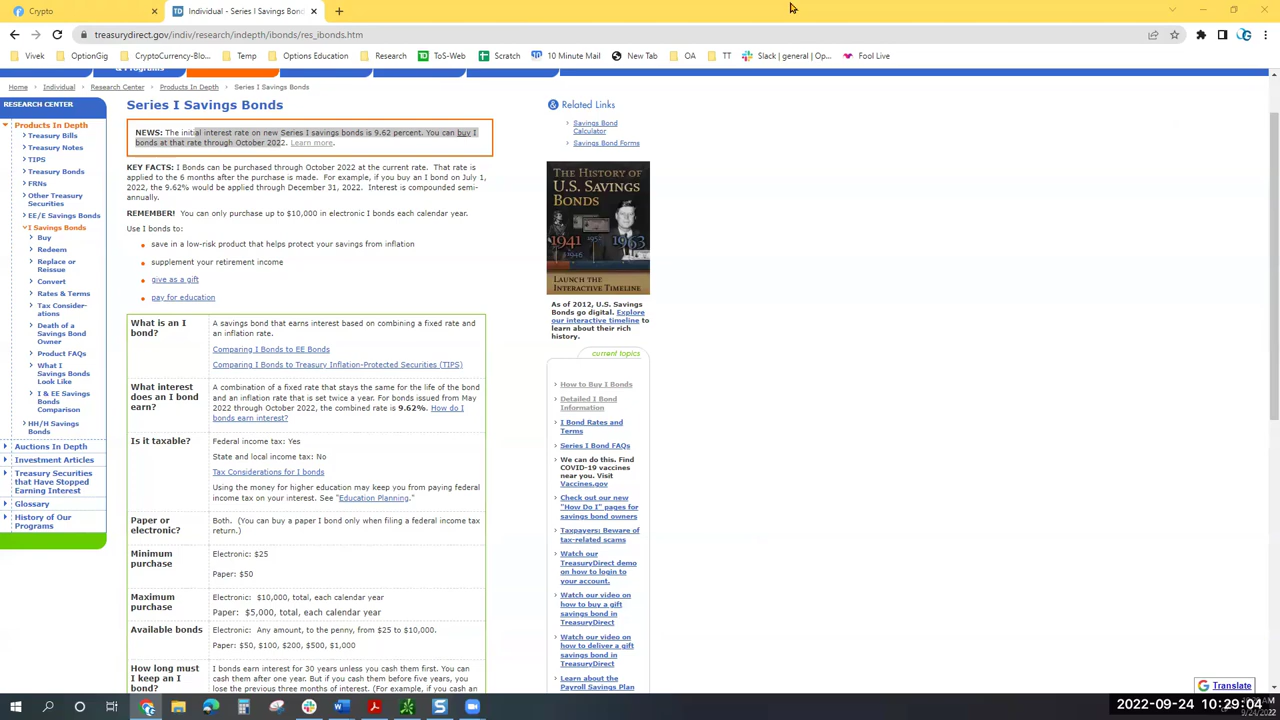 Crypto
Individual - Series I Savings Bond
treasurydirect.gov/indiv/research/indepth/ibonds/res_ibonds.htm
Vivek
OptionGig
CryptoCurrency-Blo...
Temp
Options Education
Research
ToS-Web
Scratch
10 Minute Mail
New Tab
OA
TT
Slack | general | Op...
Fool Live
& Programs
Home > Individual > Research Center > Products In Depth > Series I Savings Bonds
RESEARCH CENTER
Products In Depth
Treasury Bills
Treasury Notes
TIPS
Treasury Bonds
FRNs
Other Treasury
Securities
EE/E Savings Bonds
I Savings Bonds
Buy
Redeem
Replace or
Reissue
Convert
Rates & Terms
Tax Consider-
ations
Death of a
Savings Bond
Owner
Product FAQs
What I
Savings Bonds
Look Like
I & EE Savings
Bonds
Comparison
HH/H Savings
Bonds
Auctions In Depth
Investment Articles
Treasury Securities
that Have Stopped
Earning Interest
Glossary
History of Our
Programs
Series I Savings Bonds
NEWS: The initial interest rate on new Series I savings bonds is 9.62 percent. You can buy I
bonds at that rate through October 2022. Learn more.
KEY FACTS: I Bonds can be purchased through October 2022 at the current rate. That rate is
applied to the 6 months after the purchase is made. For example, if you buy an I bond on July 1,
2022, the 9.62% would be applied through December 31, 2022. Interest is compounded semi-
annually.
REMEMBER! You can only purchase up to $10,000 in electronic I bonds each calendar year.
Use I bonds to:
save in a low-risk product that helps protect your savings from inflation
supplement your retirement income
give as a gift
pay for education
What is an I
bond?
A savings bond that earns interest based on combining a fixed rate and
an inflation rate.
Comparing I Bonds to EE Bonds
Comparing I Bonds to Treasury Inflation-Protected Securities (TIPS)
What interest
does an I bond
earn?
A combination of a fixed rate that stays the same for the life of the bond
and an inflation rate that is set twice a year. For bonds issued from May
2022 through October 2022, the combined rate is 9.62%. How do I
bonds earn interest?
Is it taxable?
Federal income tax: Yes
State and local income tax: No
Tax Considerations for I bonds
Using the money for higher education may keep you from paying federal
income tax on your interest. See "Education Planning."
Paper or
electronic?
Both. (You can buy a paper I bond only when filing a federal income tax
return.)
Minimum
purchase
Electronic: $25
Paper: $50
Maximum
purchase
Electronic: $10,000, total, each calendar year
Paper: $5,000, total, each calendar year
Available bonds
Electronic: Any amount, to the penny, from $25 to $10,000.
Paper: $50, $100, $200, $500, $1,000
How long must
I keep an I
bond?
I bonds earn interest for 30 years unless you cash them first. You can
cash them after one year. But if you cash them before five years, you
lose the previous three months of interest. (For example, if you cash an
Related Links
Savings Bond
Calculator
Savings Bond Forms
THE HISTORY OF
U.S. SAVINGS
BONDS
1941
1963
1946
LAUNCH THE
INTERACTIVE TIMELINE
As of 2012, U.S. Savings
Bonds go digital. Explore
our interactive timeline to
learn about their rich
history.
current topics
How to Buy I Bonds
Detailed I Bond
Information
I Bond Rates and
Terms
Series I Bond FAQs
We can do this. Find
COVID-19 vaccines
near you. Visit
Vaccines.gov
Check out our new
"How Do I" pages for
savings bond owners
Taxpayers: Beware of
tax-related scams
Watch our
TreasuryDirect demo
on how to login to
your account.
Watch our video on
how to buy a gift
savings bond in
TreasuryDirect
Watch our video on
how to deliver a gift
savings bond in
TreasuryDirect
Learn about the
Payroll Savings Plan
Translate
2022-09-24 10:29:04